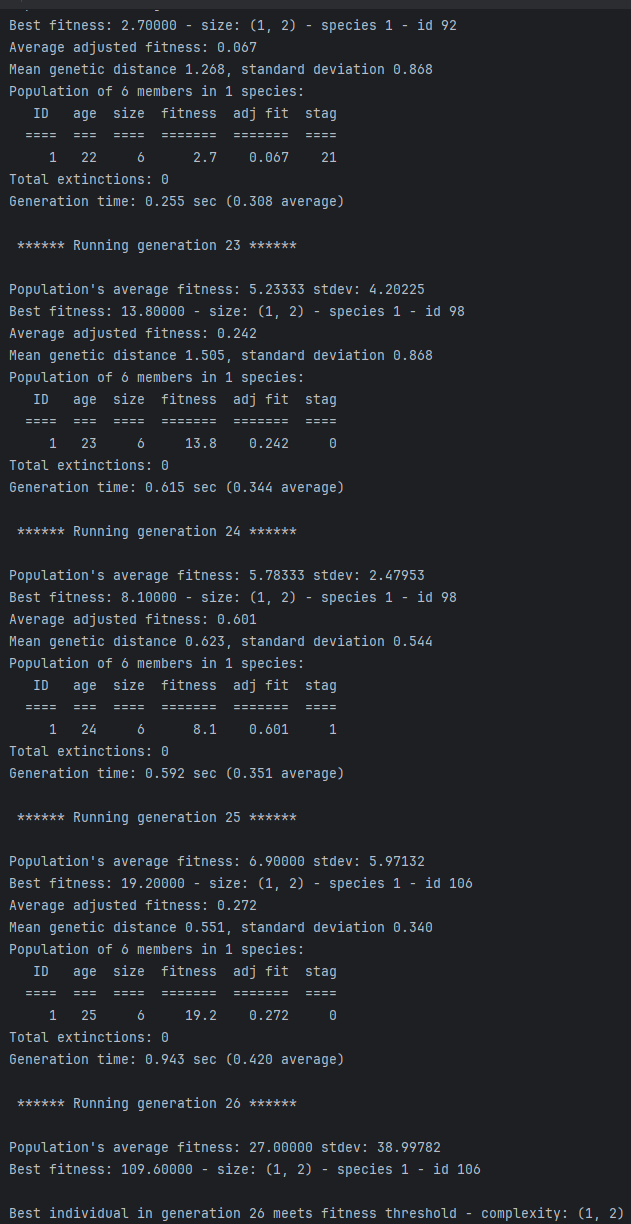 Best fitness: 2.70000 - size: (1, 2) - species 1 - id 92
Average adjusted fitness: 0.067
Mean genetic distance 1.268, standard deviation 0.868
Population of 6 members in 1 species:
   ID   age  size   fitness   adj fit  stag
  ====  ===  ====  =======  =======  ====
     1   22     6      2.7    0.067    21
Total extinctions: 0
Generation time: 0.255 sec (0.308 average)
 ****** Running generation 23 ******
Population's average fitness: 5.23333 stdev: 4.20225
Best fitness: 13.80000 - size: (1, 2) - species 1 - id 98
Average adjusted fitness: 0.242
Mean genetic distance 1.505, standard deviation 0.868
Population of 6 members in 1 species:
   ID   age  size   fitness   adj fit  stag
  ====  ===  ====  =======  =======  ====
     1   23     6     13.8    0.242     0
Total extinctions: 0
Generation time: 0.615 sec (0.344 average)
 ****** Running generation 24 ******
Population's average fitness: 5.78333 stdev: 2.47953
Best fitness: 8.10000 - size: (1, 2) - species 1 - id 98
Average adjusted fitness: 0.601
Mean genetic distance 0.623, standard deviation 0.544
Population of 6 members in 1 species:
   ID   age  size   fitness   adj fit  stag
  ====  ===  ====  =======  =======  ====
     1   24     6      8.1    0.601     1
Total extinctions: 0
Generation time: 0.592 sec (0.351 average)
 ****** Running generation 25 ******
Population's average fitness: 6.90000 stdev: 5.97132
Best fitness: 19.20000 - size: (1, 2) - species 1 - id 106
Average adjusted fitness: 0.272
Mean genetic distance 0.551, standard deviation 0.340
Population of 6 members in 1 species:
   ID   age  size   fitness   adj fit  stag
  ====  ===  ====  =======  =======  ====
     1   25     6     19.2    0.272     0
Total extinctions: 0
Generation time: 0.943 sec (0.420 average)
 ****** Running generation 26 ******
Population's average fitness: 27.00000 stdev: 38.99782
Best fitness: 109.60000 - size: (1, 2) - species 1 - id 106
Best individual in generation 26 meets fitness threshold - complexity: (1, 2)